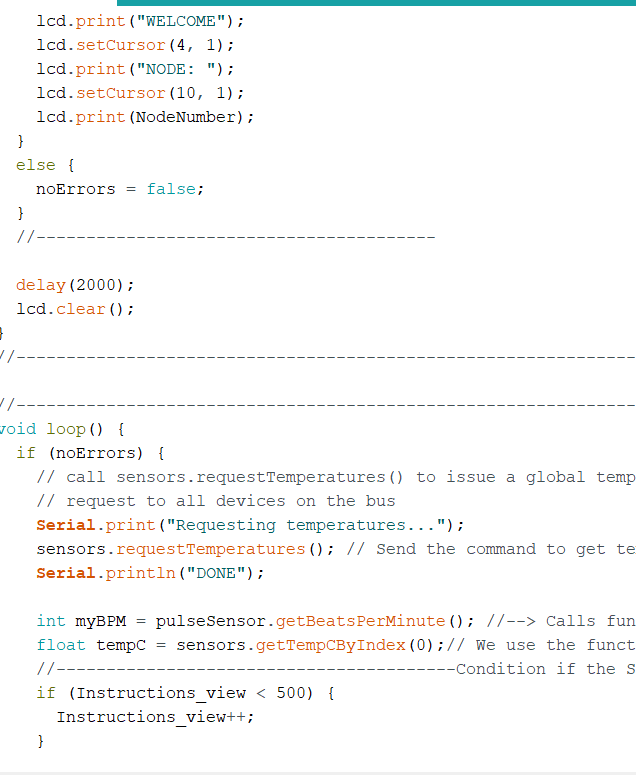 lcd.print("WELCOME");
    lcd.setCursor(4, 1);
    lcd.print("NODE: ");
    lcd.setCursor(10, 1);
    lcd.print(NodeNumber);
  }
  else {
    noErrors = false;
  }
  //----------------------------------------

  delay(2000);
  lcd.clear();
}
//--------------------------------------------------------------

//--------------------------------------------------------------
void loop() {
  if (noErrors) {
    // call sensors.requestTemperatures() to issue a global temp
    // request to all devices on the bus
    Serial.print("Requesting temperatures...");
    sensors.requestTemperatures(); // Send the command to get te
    Serial.println("DONE");

    int myBPM = pulseSensor.getBeatsPerMinute(); //--> Calls fun
    float tempC = sensors.getTempCByIndex(0);// We use the funct
    //----------------------------------------Condition if the S
    if (Instructions_view < 500) {
      Instructions_view++;
    }